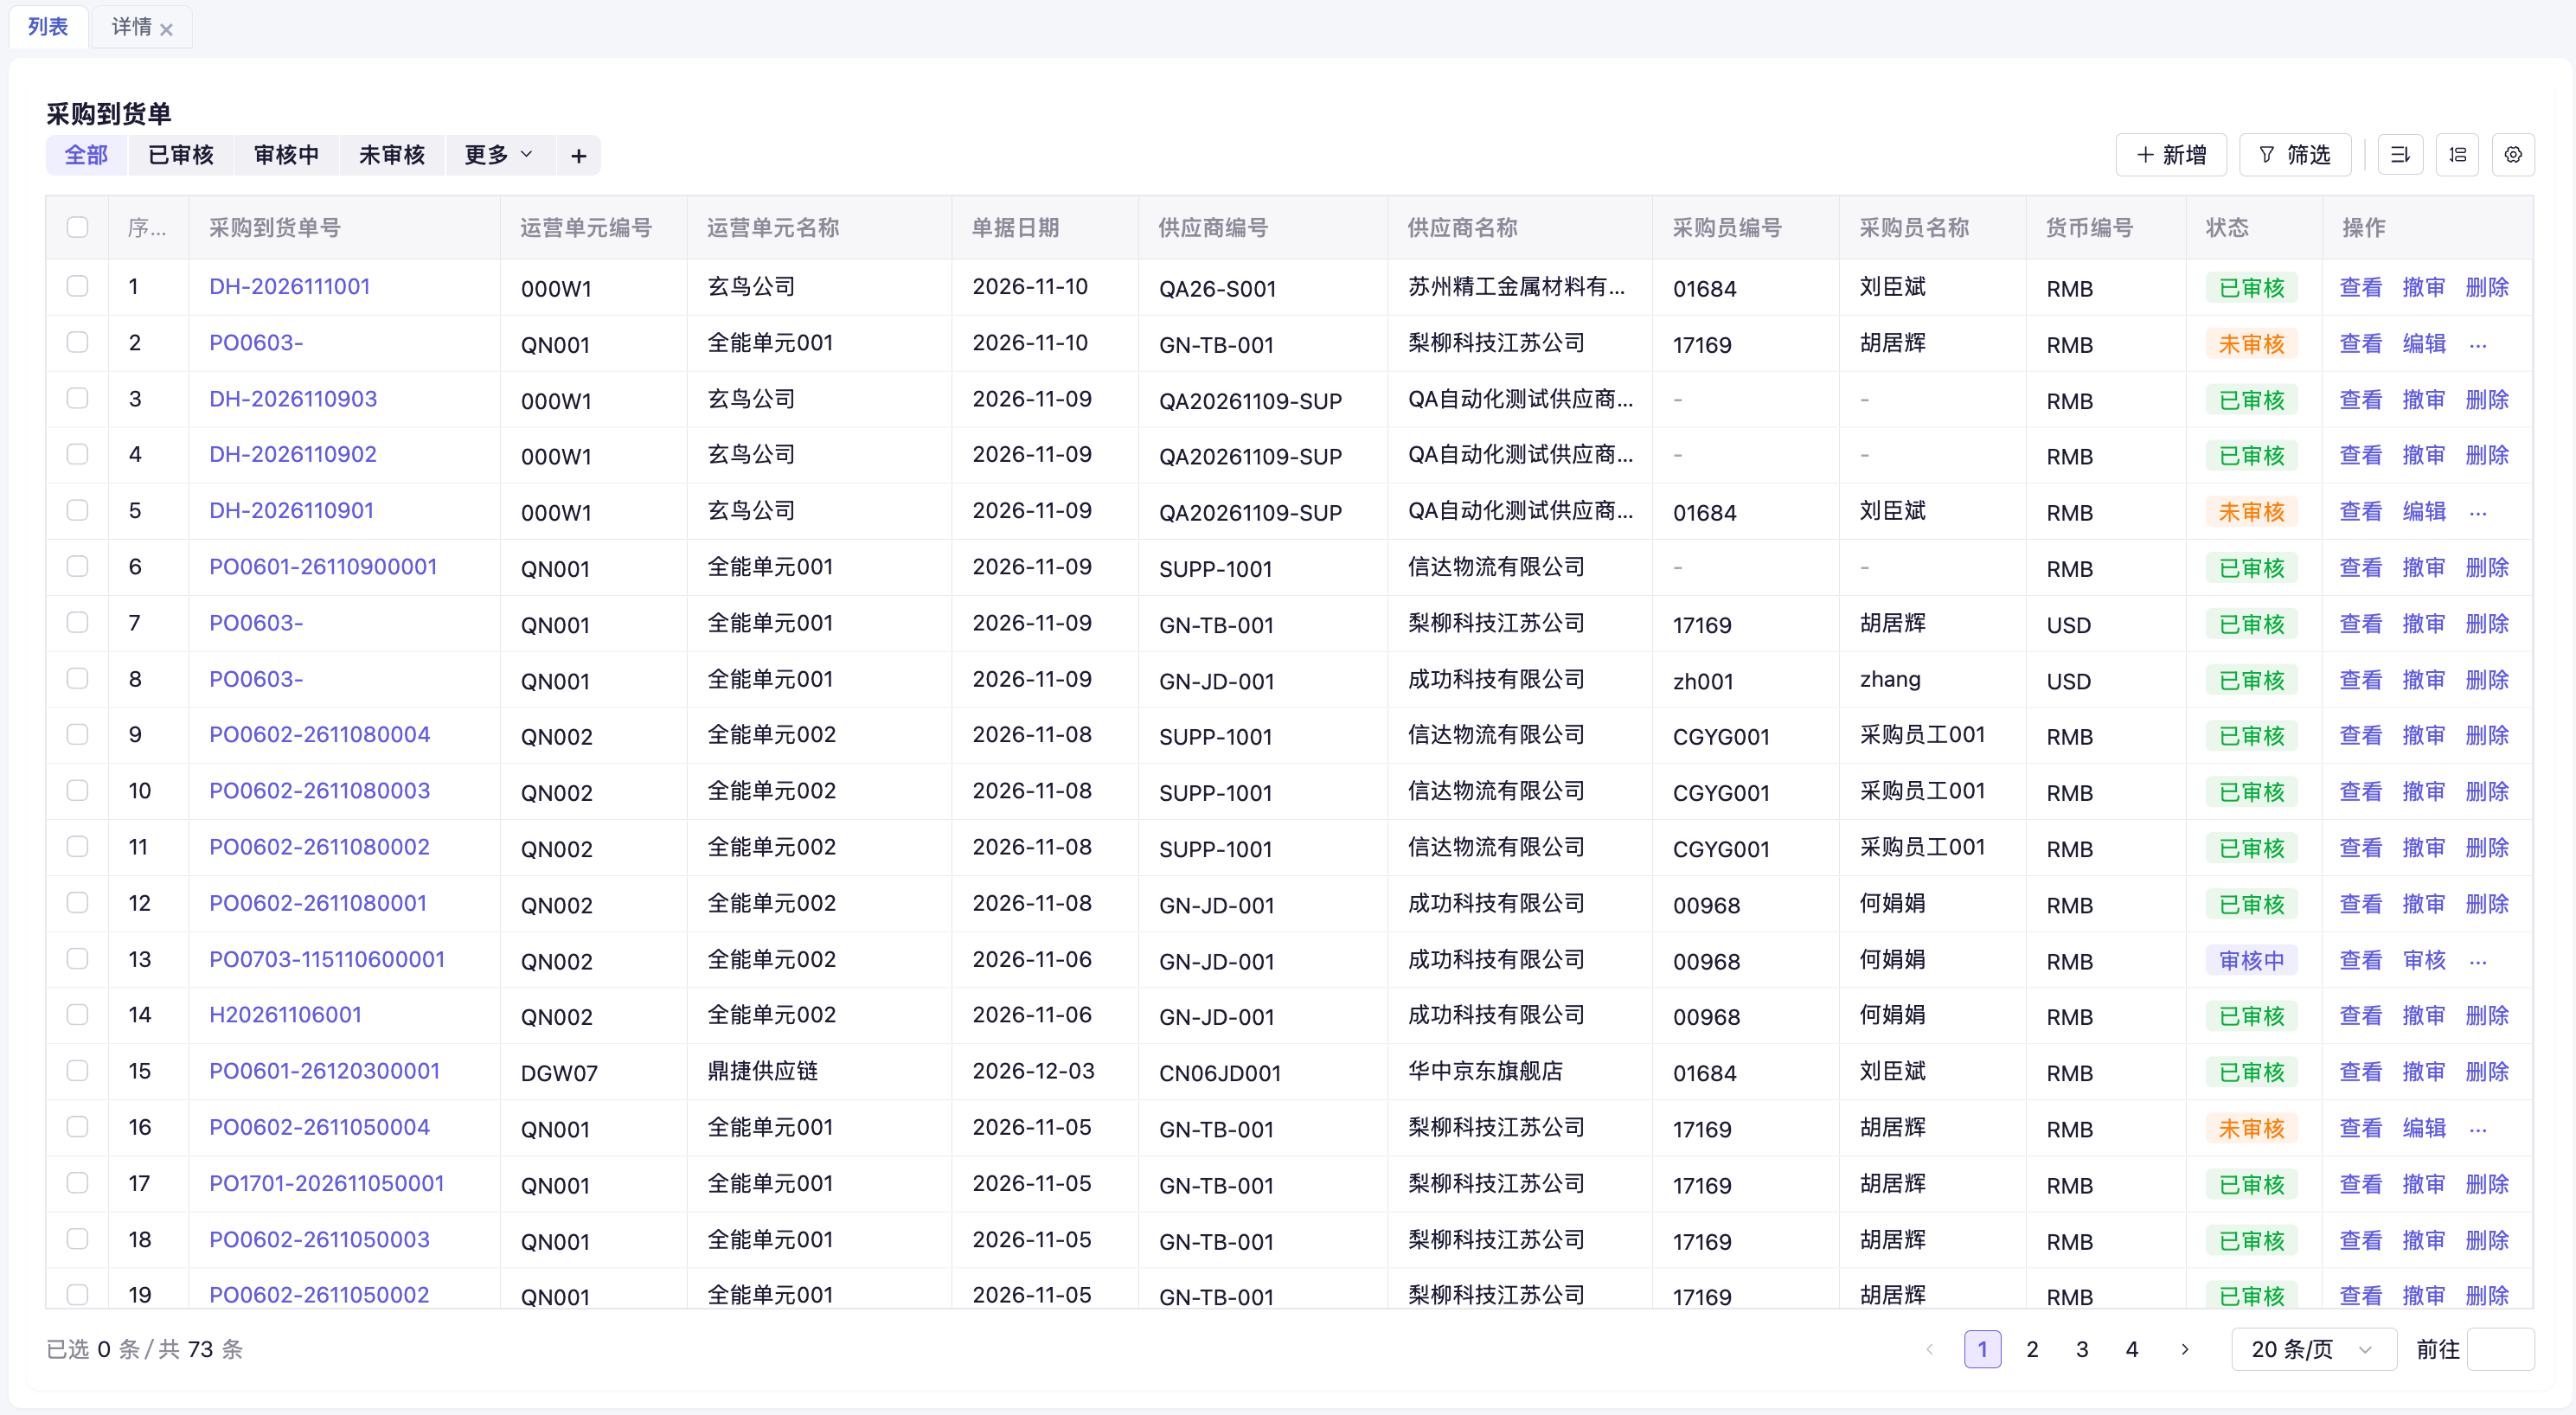 列表 详情
采购到货单
全部 已审核 审核中 未审核 更多 + 新增 筛选
序... 采购到货单号 运营单元编号 运营单元名称 单据日期 供应商编号 供应商名称 采购员编号 采购员名称 货币编号 状态 操作
1 DH-2026111001 000W1 玄鸟公司 2026-11-10 QA26-S001 苏州精工金属材料有... 01684 刘臣斌 RMB 已审核 查看 撤审 删除
2 PO0603- QN001 全能单元001 2026-11-10 GN-TB-001 梨柳科技江苏公司 17169 胡居辉 RMB 未审核 查看 编辑 ...
3 DH-2026110903 000W1 玄鸟公司 2026-11-09 QA20261109-SUP QA自动化测试供应商... - - RMB 已审核 查看 撤审 删除
4 DH-2026110902 000W1 玄鸟公司 2026-11-09 QA20261109-SUP QA自动化测试供应商... - - RMB 已审核 查看 撤审 删除
5 DH-2026110901 000W1 玄鸟公司 2026-11-09 QA20261109-SUP QA自动化测试供应商... 01684 刘臣斌 RMB 未审核 查看 编辑 ...
6 PO0601-26110900001 QN001 全能单元001 2026-11-09 SUPP-1001 信达物流有限公司 - - RMB 已审核 查看 撤审 删除
7 PO0603- QN001 全能单元001 2026-11-09 GN-TB-001 梨柳科技江苏公司 17169 胡居辉 USD 已审核 查看 撤审 删除
8 PO0603- QN001 全能单元001 2026-11-09 GN-JD-001 成功科技有限公司 zh001 zhang USD 已审核 查看 撤审 删除
9 PO0602-2611080004 QN002 全能单元002 2026-11-08 SUPP-1001 信达物流有限公司 CGYG001 采购员工001 RMB 已审核 查看 撤审 删除
10 PO0602-2611080003 QN002 全能单元002 2026-11-08 SUPP-1001 信达物流有限公司 CGYG001 采购员工001 RMB 已审核 查看 撤审 删除
11 PO0602-2611080002 QN002 全能单元002 2026-11-08 SUPP-1001 信达物流有限公司 CGYG001 采购员工001 RMB 已审核 查看 撤审 删除
12 PO0602-2611080001 QN002 全能单元002 2026-11-08 GN-JD-001 成功科技有限公司 00968 何娟娟 RMB 已审核 查看 撤审 删除
13 PO0703-115110600001 QN002 全能单元002 2026-11-06 GN-JD-001 成功科技有限公司 00968 何娟娟 RMB 审核中 查看 审核 ...
14 H20261106001 QN002 全能单元002 2026-11-06 GN-JD-001 成功科技有限公司 00968 何娟娟 RMB 已审核 查看 撤审 删除
15 PO0601-26120300001 DGW07 鼎捷供应链 2026-12-03 CN06JD001 华中京东旗舰店 01684 刘臣斌 RMB 已审核 查看 撤审 删除
16 PO0602-2611050004 QN001 全能单元001 2026-11-05 GN-TB-001 梨柳科技江苏公司 17169 胡居辉 RMB 未审核 查看 编辑 ...
17 PO1701-202611050001 QN001 全能单元001 2026-11-05 GN-TB-001 梨柳科技江苏公司 17169 胡居辉 RMB 已审核 查看 撤审 删除
18 PO0602-2611050003 QN001 全能单元001 2026-11-05 GN-TB-001 梨柳科技江苏公司 17169 胡居辉 RMB 已审核 查看 撤审 删除
19 PO0602-2611050002 QN001 全能单元001 2026-11-05 GN-TB-001 梨柳科技江苏公司 17169 胡居辉 RMB 已审核 查看 撤审 删除
已选 0 条 / 共 73 条 1 2 3 4 20 条/页 前往